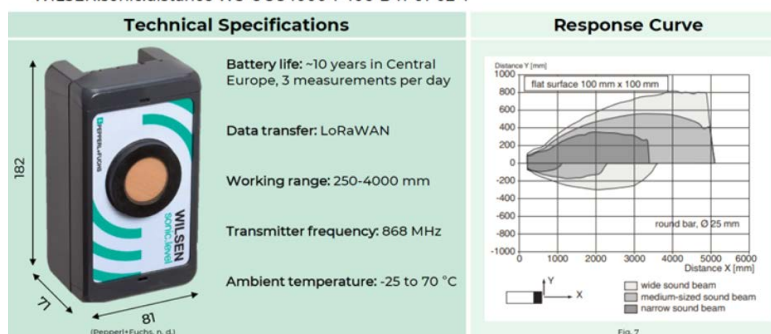 Technical Specifications
Response Curve
182
71
81
PEPPERL+FUCHS
WILSEN
sonic.level
(Pepperl+Fuchs, n. d.)
Battery life: ~10 years in Central
Europe, 3 measurements per day
Data transfer: LoRaWAN
Working range: 250-4000 mm
Transmitter frequency: 868 MHz
Ambient temperature: -25 to 70 °C
Distance Y [mm]
1000
800
600
400
200
0
-200
-400
-600
-800
-1000
flat surface 100 mm x 100 mm
round bar, Ø 25 mm
0
1000
2000
3000
4000
5000
6000
Distance X [mm]
Y
X
wide sound beam
medium-sized sound beam
narrow sound beam
Fig. 7